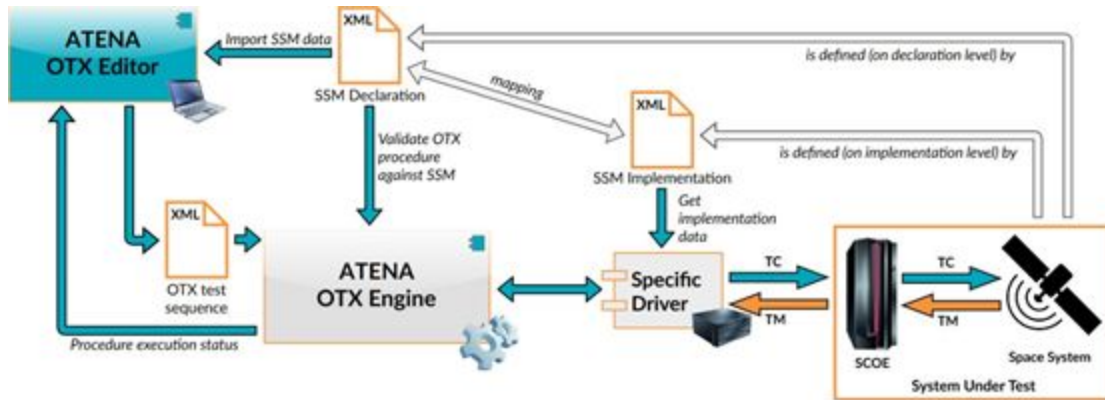 ATENA
OTX Editor
Import SSM data
XML
SSM Declaration
is defined (on declaration level) by
mapping
XML
SSM Implementation
is defined (on implementation level) by
Validate OTX
procedure
against SSM
Get
implementation
data
XML
OTX test
sequence
ATENA
OTX Engine
Procedure execution status
Specific
Driver
TC
TM
SCOE
TC
TM
Space System
System Under Test